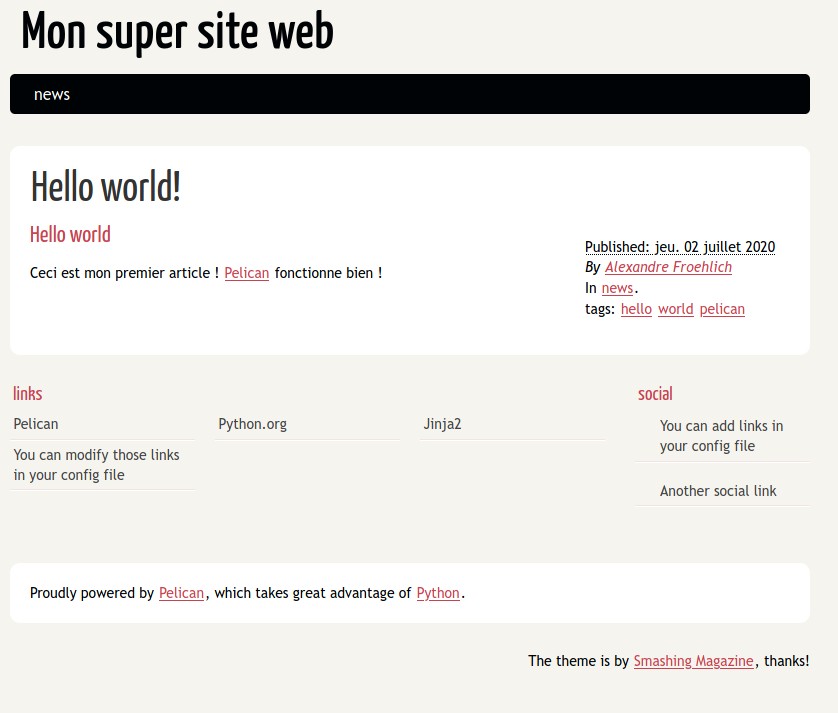 Mon super site web
news
Hello world!
Hello world
Ceci est mon premier article ! Pelican fonctionne bien !
Published: jeu. 02 juillet 2020
By Alexandre Froehlich
In news.
tags: hello world pelican
links
Pelican
Python.org
Jinja2
You can modify those links
in your config file
social
You can add links in
your config file
Another social link
Proudly powered by Pelican, which takes great advantage of Python.
The theme is by Smashing Magazine, thanks!